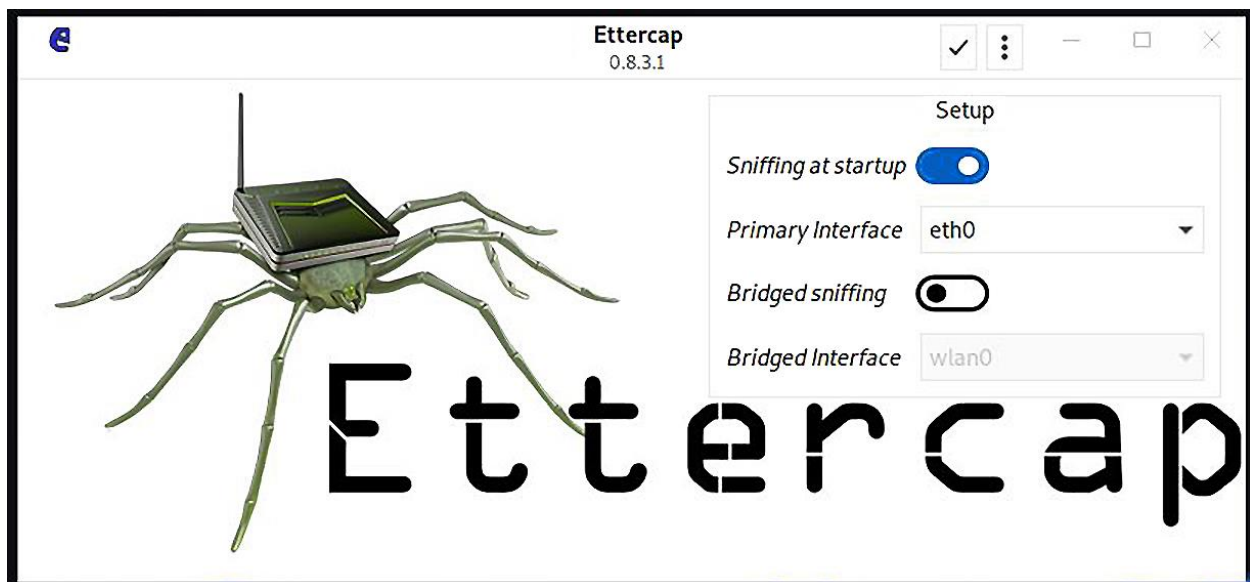 Ettercap
0.8.3.1
Setup
Sniffing at startup
Primary Interface eth0
Bridged sniffing
Bridged Interface wlan0
Ettercap